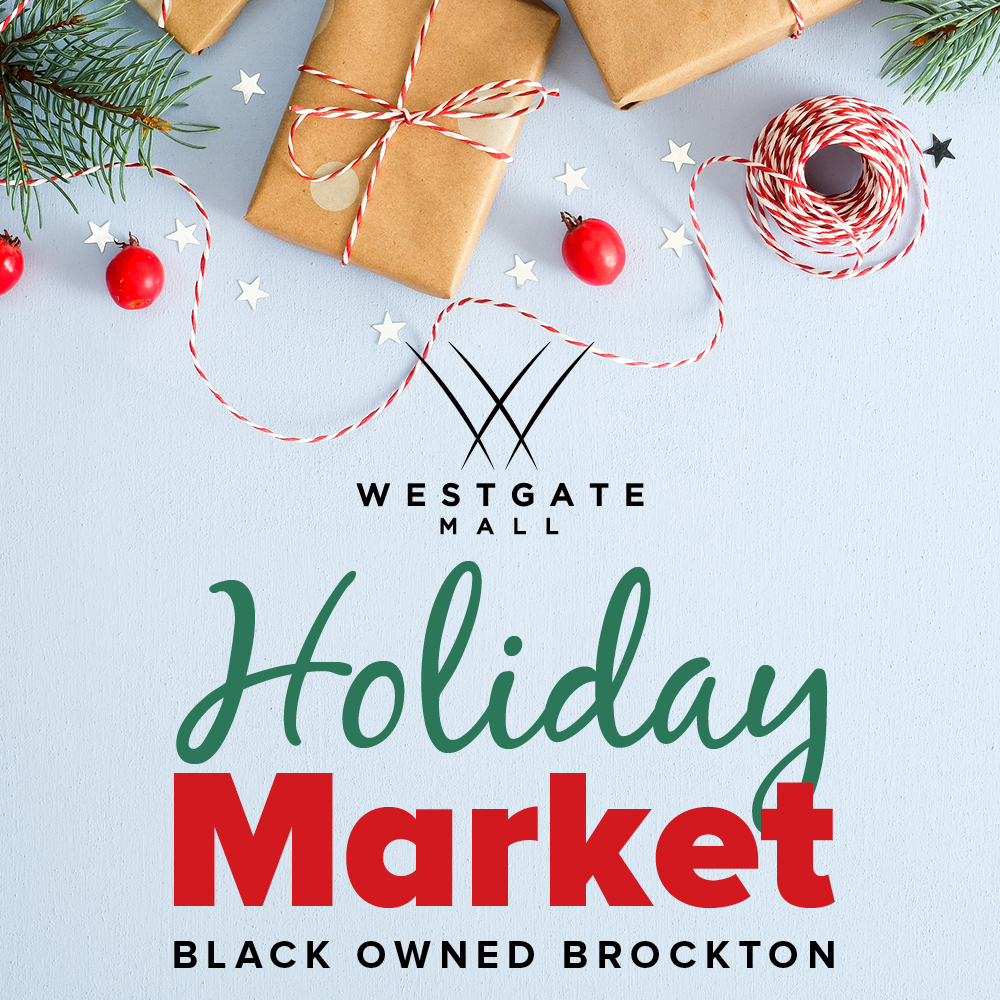 WESTGATE
MALL
Holiday
Market
BLACK OWNED BROCKTON